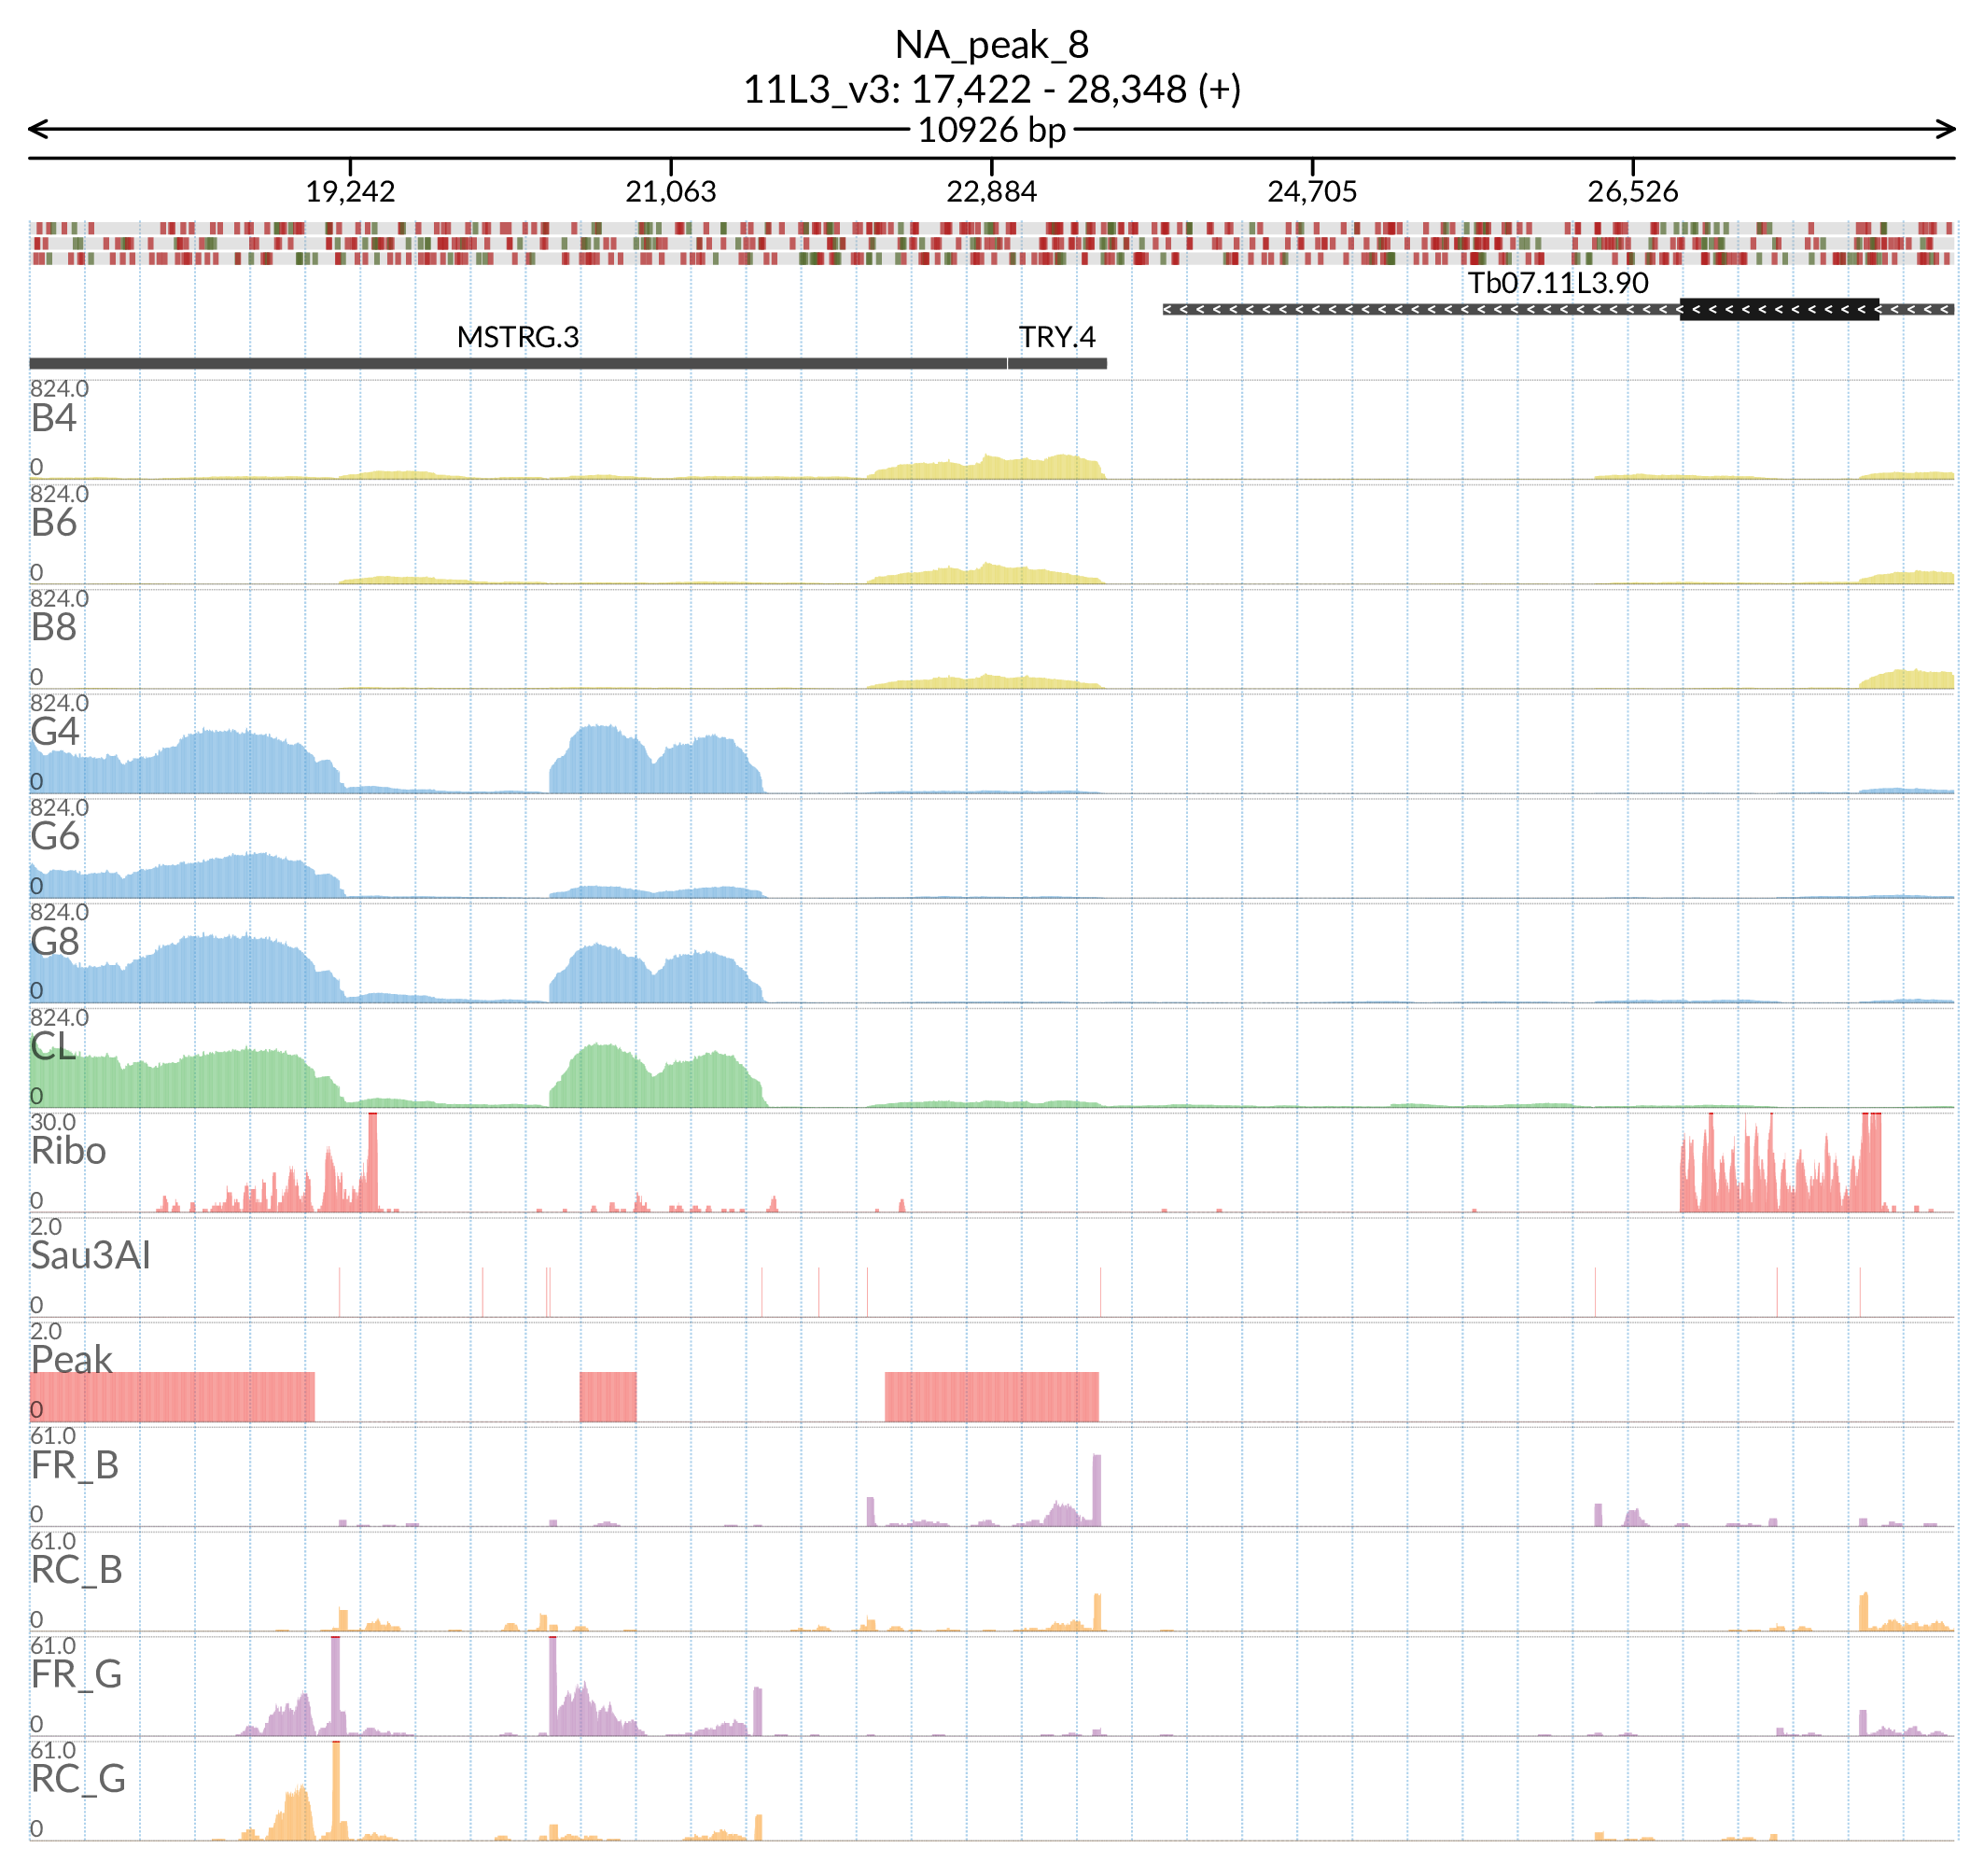 NA_peak_8
11L3_v3: 17,422 - 28,348 (+)
10926 bp
19,242 21,063 22,884 24,705 26,526
Tb07.11L3.90
MSTRG.3 TRY.4
824.0
B4
0
824.0
B6
0
824.0
B8
0
824.0
G4
0
824.0
G6
0
824.0
G8
0
824.0
CL
0
30.0
Ribo
0
2.0
Sau3AI
0
2.0
Peak
0
61.0
FR_B
0
61.0
RC_B
0
61.0
FR_G
0
61.0
RC_G
0